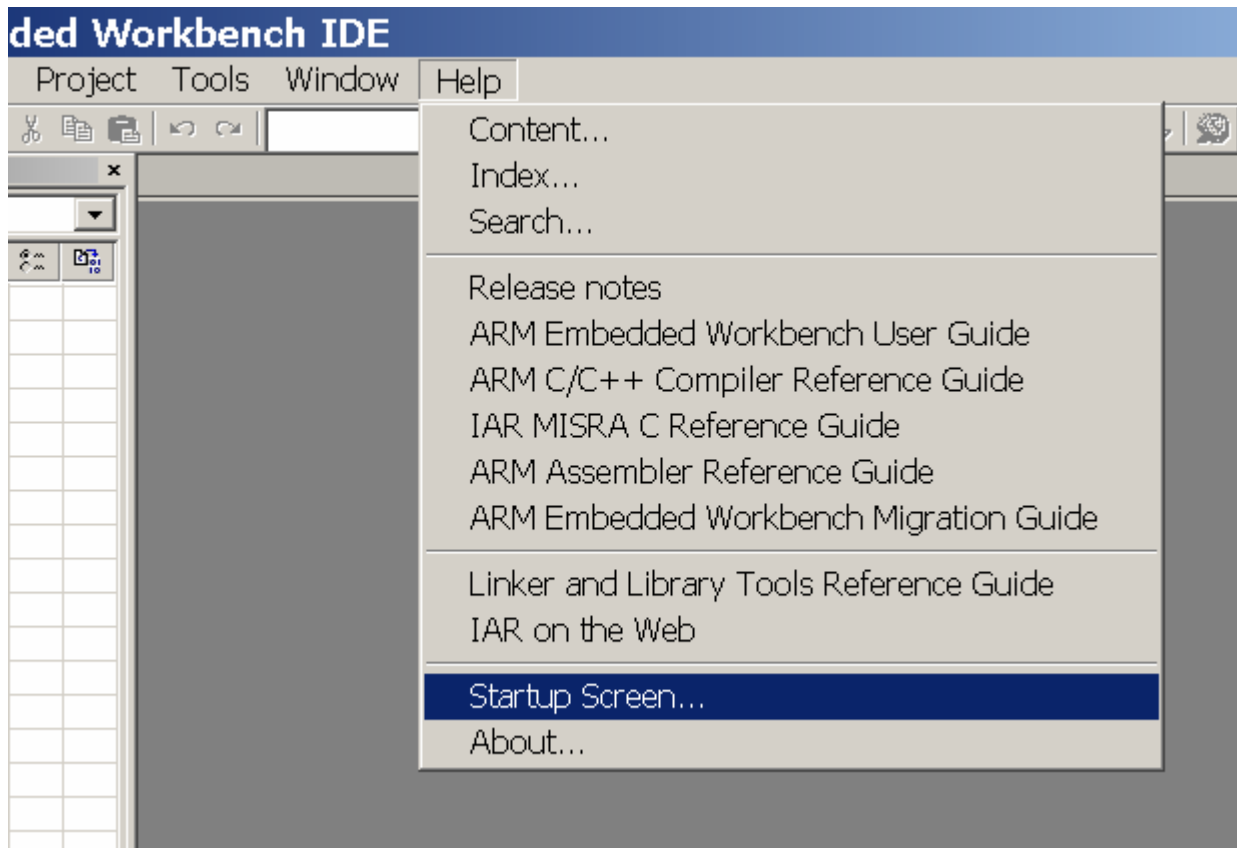 ded Workbench IDE
Project Tools Window Help
Content...
Index...
Search...
Release notes
ARM Embedded Workbench User Guide
ARM C/C++ Compiler Reference Guide
IAR MISRA C Reference Guide
ARM Assembler Reference Guide
ARM Embedded Workbench Migration Guide
Linker and Library Tools Reference Guide
IAR on the Web
Startup Screen...
About...